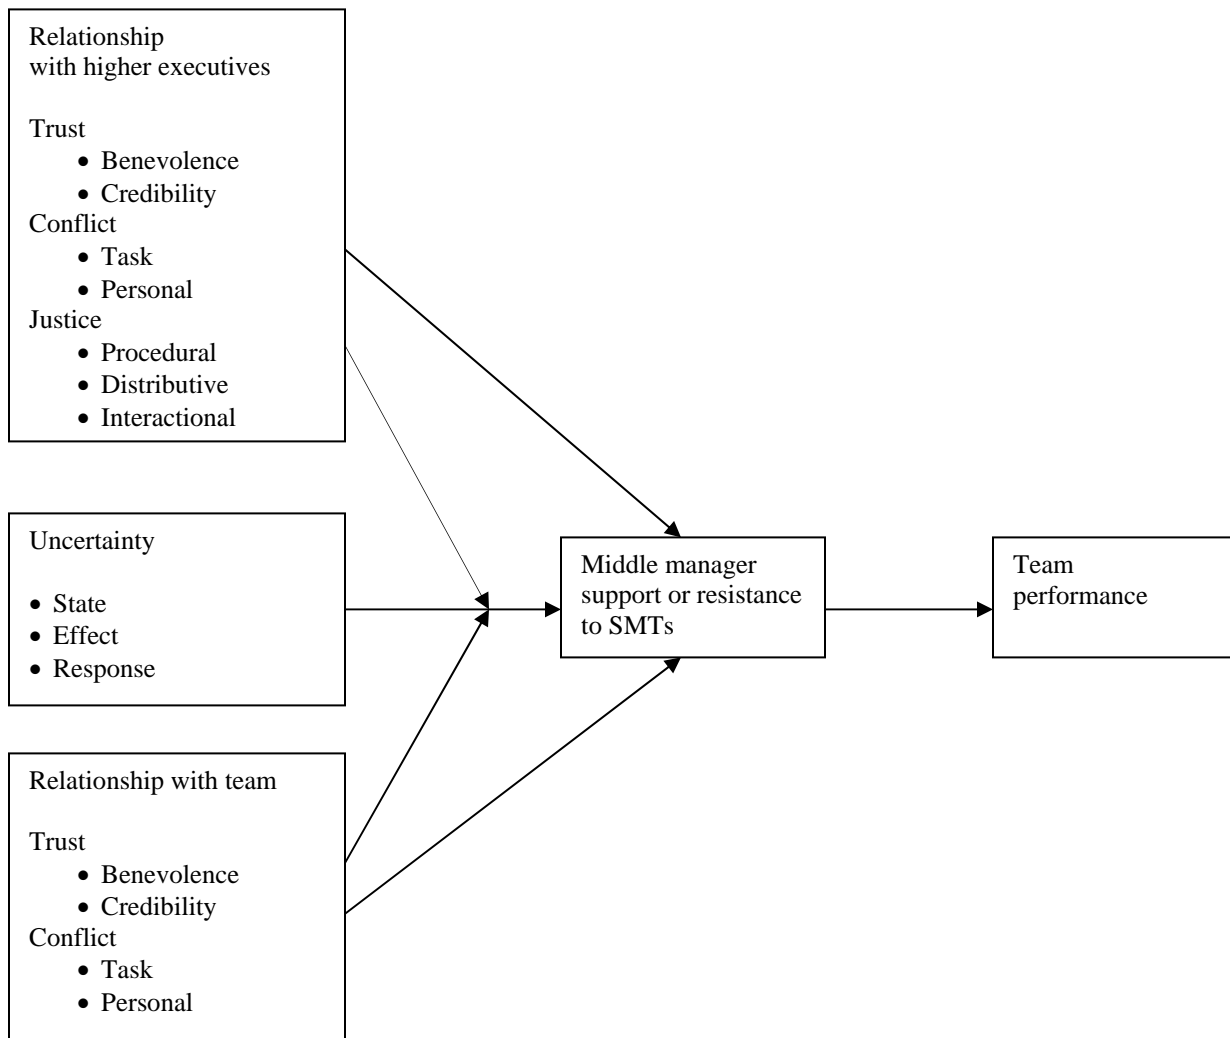 Relationship
with higher executives
Trust
• Benevolence
• Credibility
Conflict
• Task
• Personal
Justice
• Procedural
• Distributive
• Interactional
Uncertainty
• State
• Effect
• Response
Middle manager
support or resistance
to SMTs
Team
performance
Relationship with team
Trust
• Benevolence
• Credibility
Conflict
• Task
• Personal